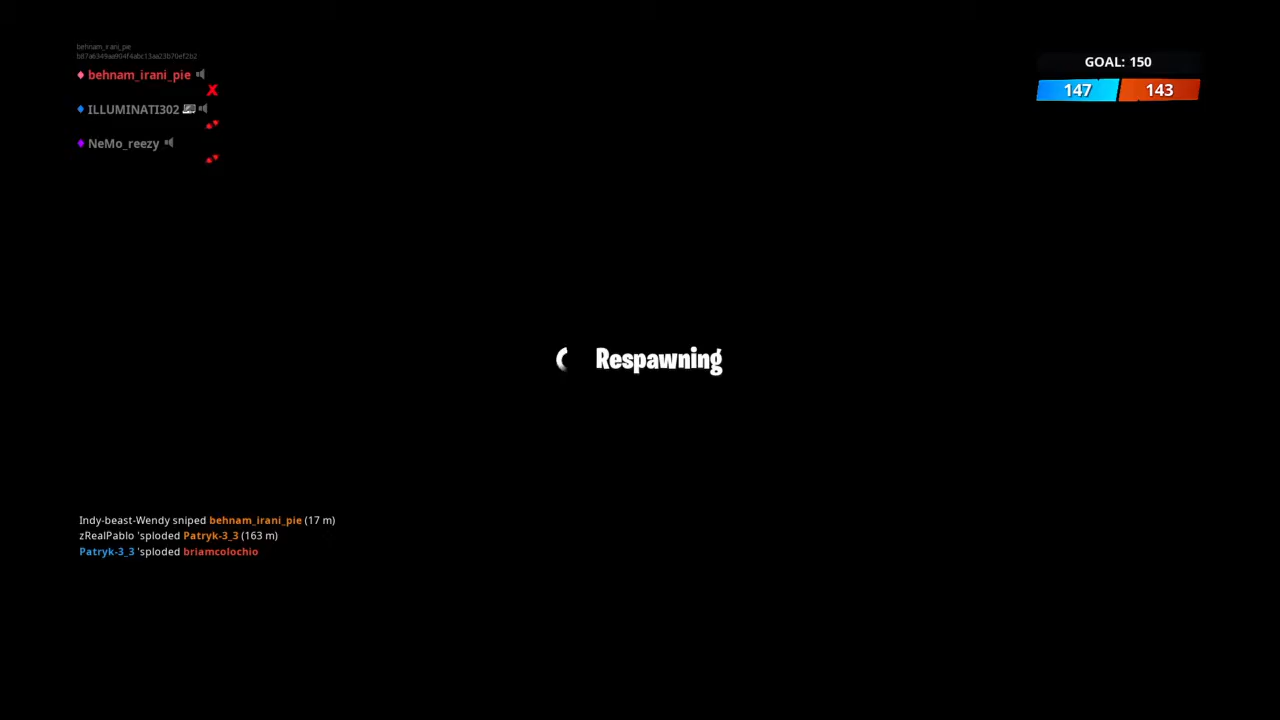 behnam_irani_pie
behnam_irani_pie
GOAL: 150
147 143
ILLUMINATI302
NeMo_reezy
Respawning
Indy-beast-Wendy sniped behnam_irani_pie (17 m)
zRealPablo 'sploded Patryk-3_3 (163 m)
Patryk-3_3 'sploded briamcolochio